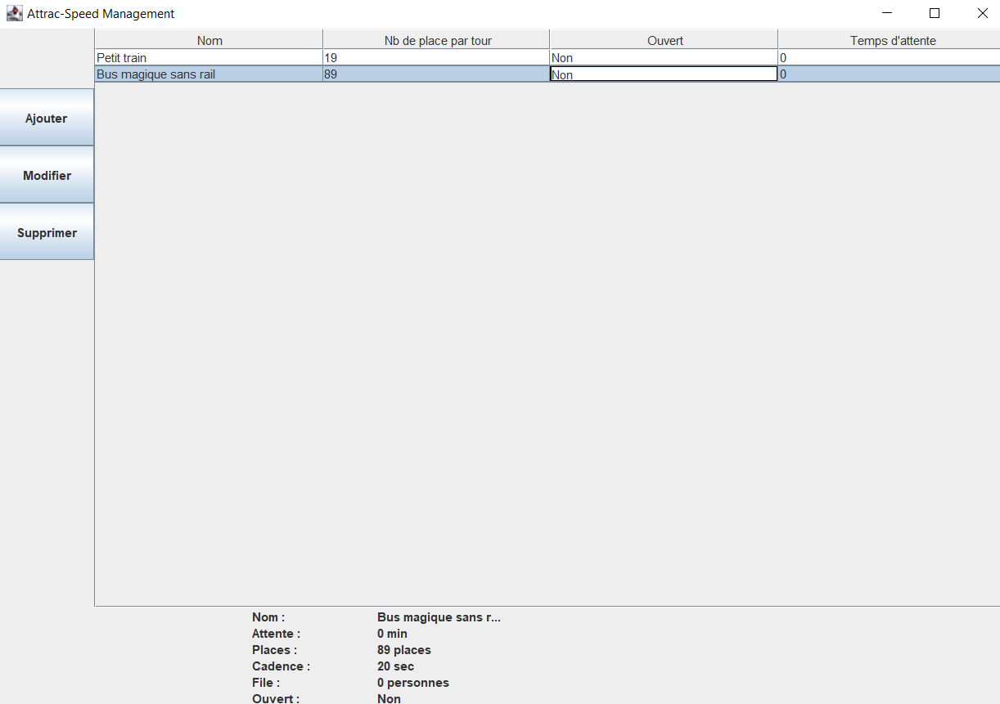 Attrac-Speed Management
Nom Nb de place par tour Ouvert Temps d'attente
Petit train 19 Non 0
Bus magique sans rail 89 Non 0
Ajouter
Modifier
Supprimer
Nom : Bus magique sans r...
Attente : 0 min
Places : 89 places
Cadence : 20 sec
File : 0 personnes
Ouvert : Non